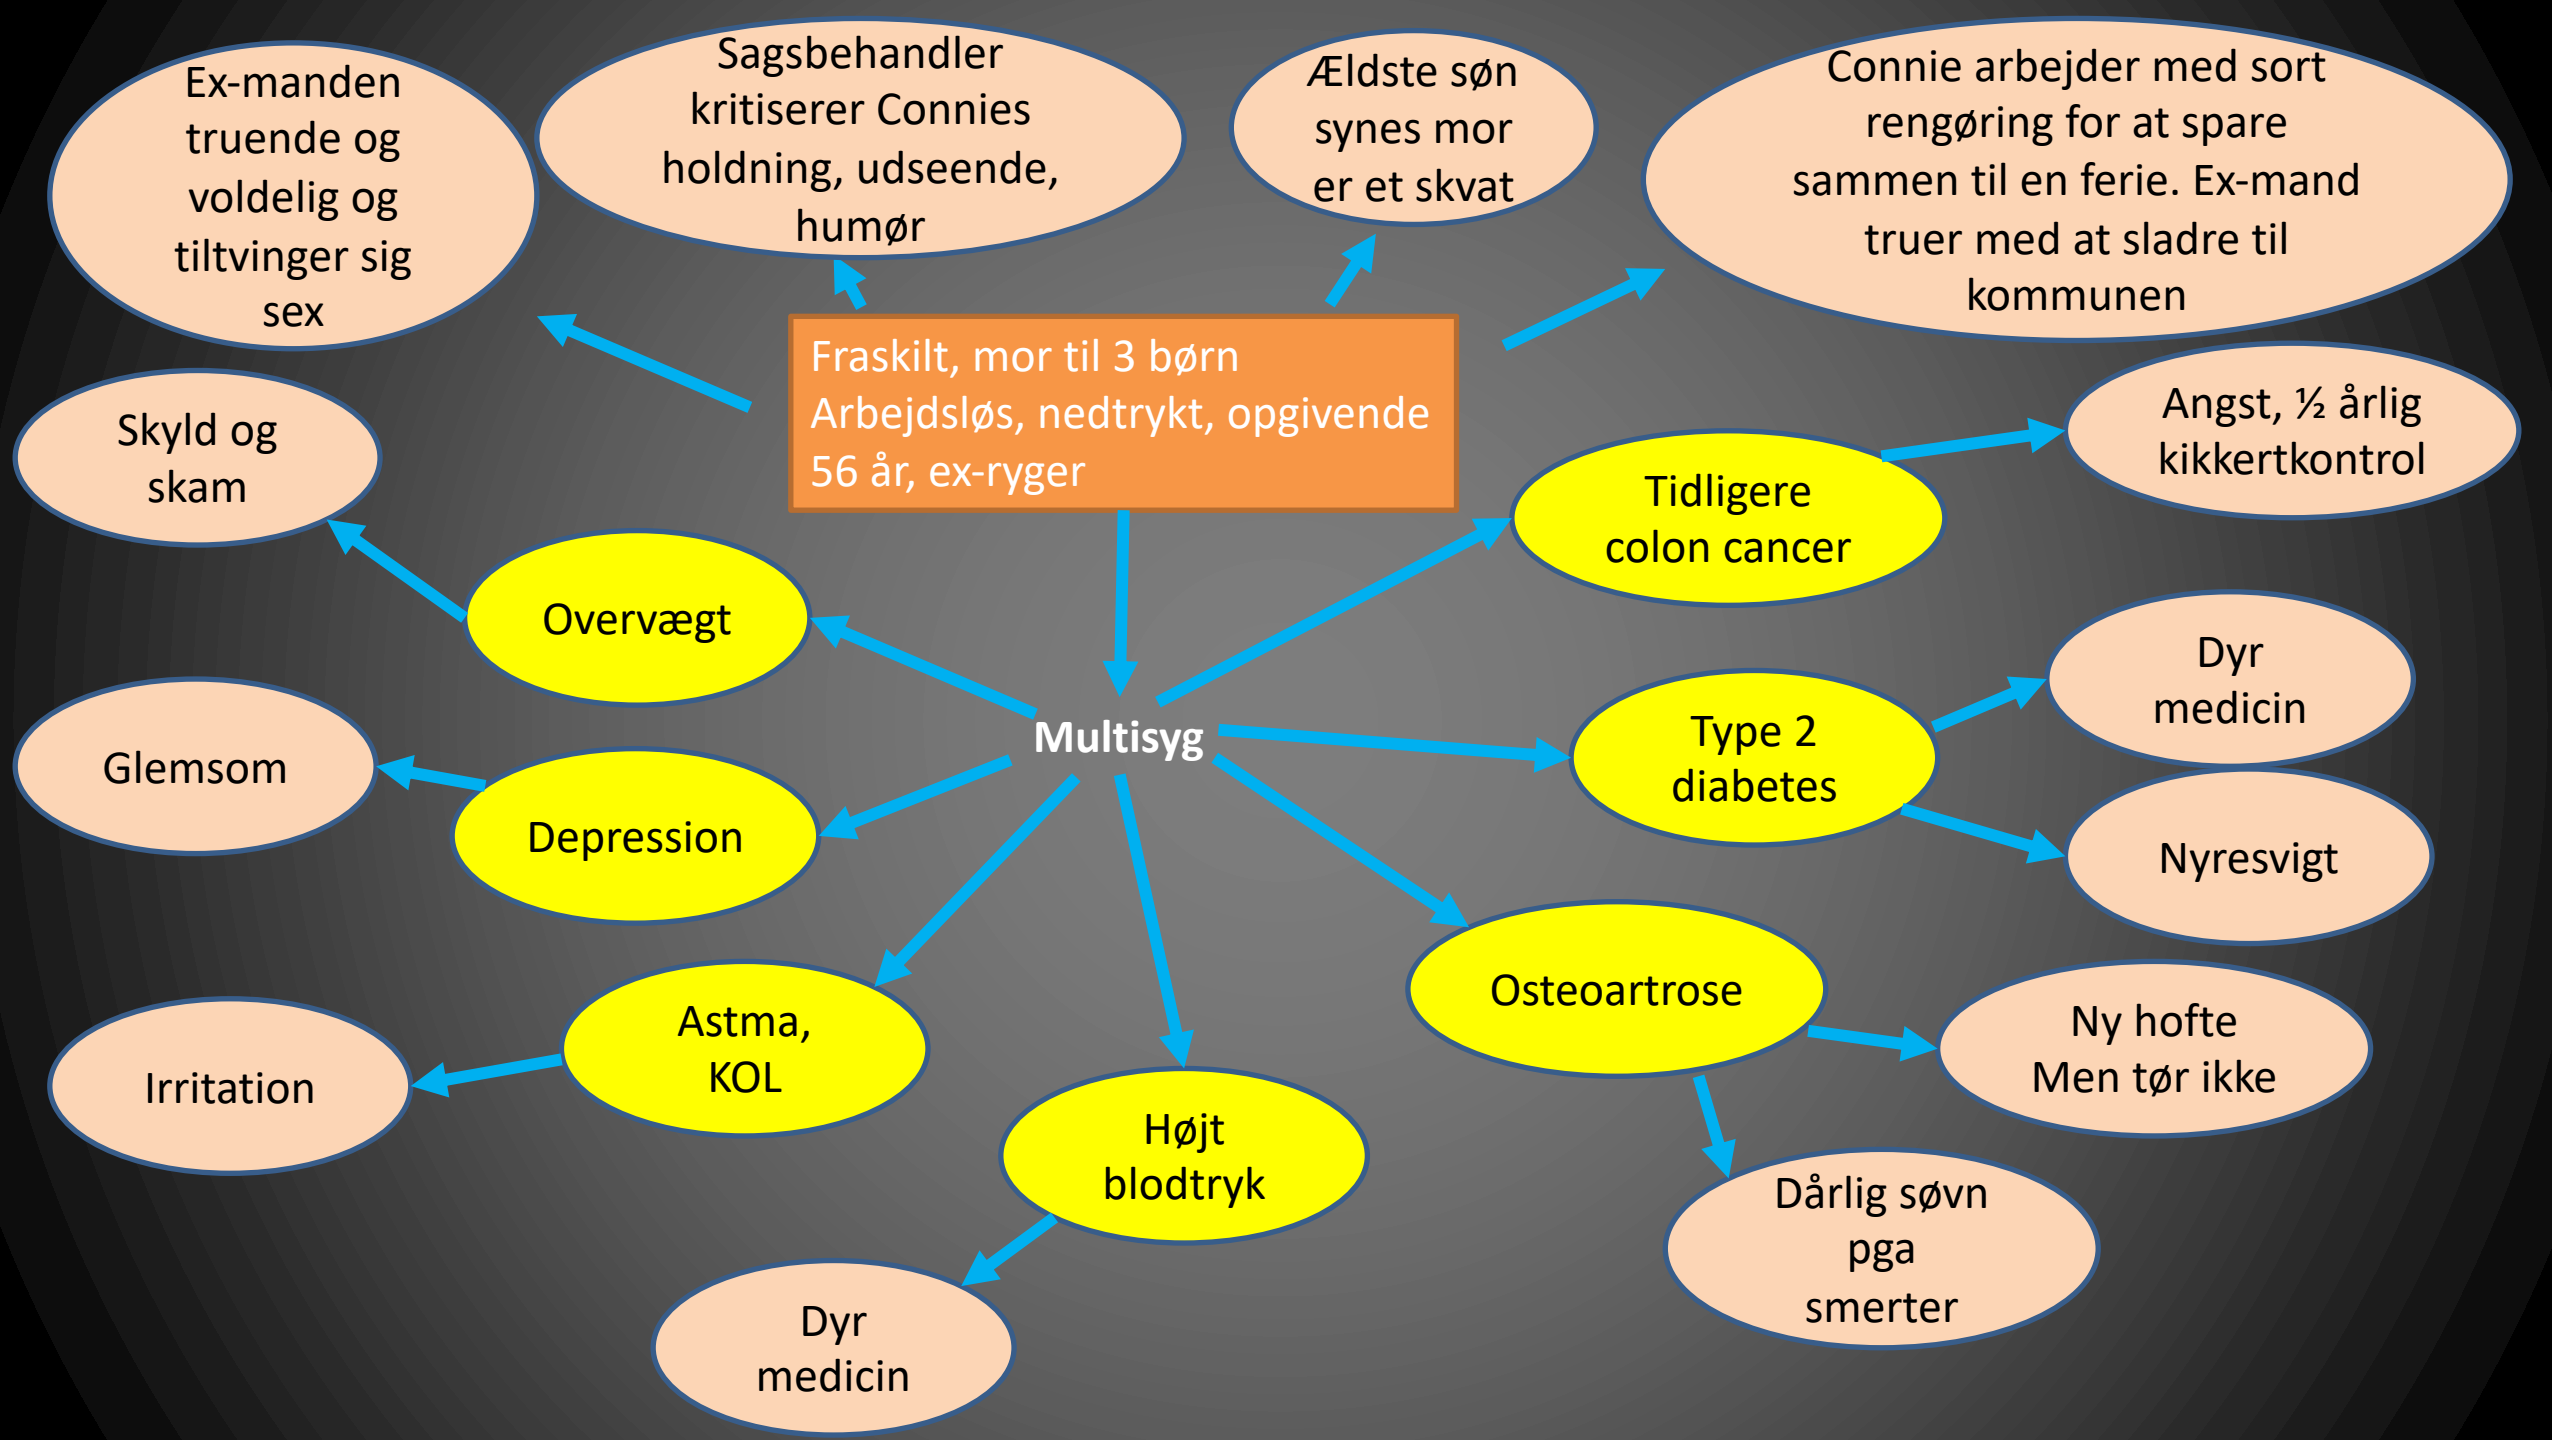 Ex-manden
truende og
voldelig og
tiltvinger sig
sex
Sagsbehandler
kritiserer Connies
holdning, udseende,
humør
Ældste søn
synes mor
er et skvat
Connie arbejder med sort
rengøring for at spare
sammen til en ferie. Ex-mand
truer med at sladre til
kommunen
Fraskilt, mor til 3 børn
Arbejdsløs, nedtrykt, opgivende
56 år, ex-ryger
Skyld og
skam
Overvægt
Tidligere
colon cancer
Angst, ½ årlig
kikkertkontrol
Glemsom
Depression
Multisyg
Type 2
diabetes
Dyr
medicin
Nyresvigt
Irritation
Astma,
KOL
Højt
blodtryk
Osteoartrose
Ny hofte
Men tør ikke
Dårlig søvn
pga
smerter
Dyr
medicin